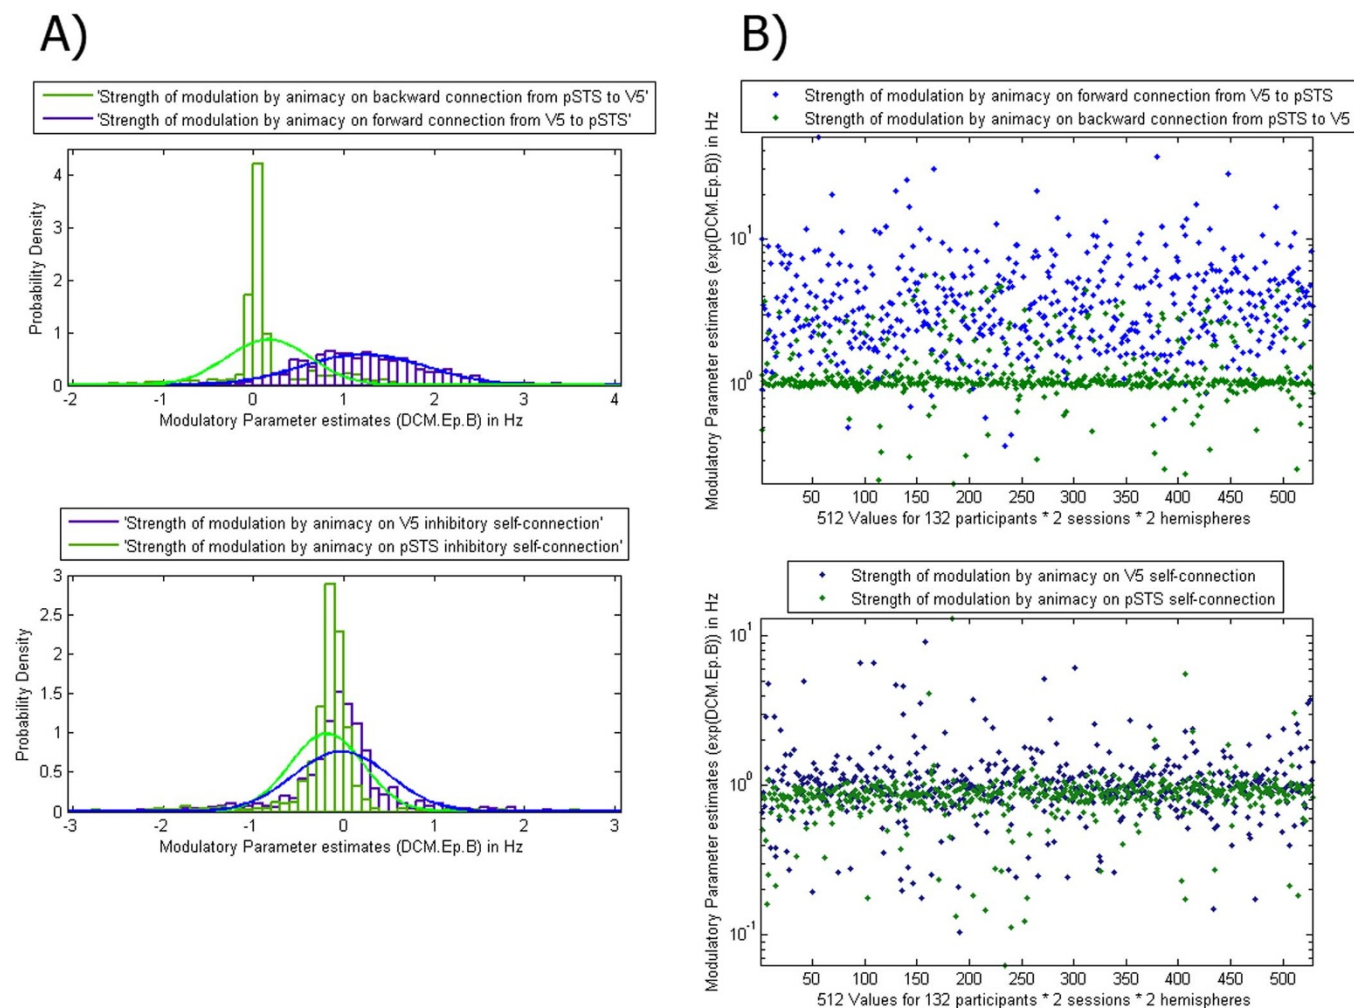 A)
'Strength of modulation by animacy on backward connection from pSTS to V5'
'Strength of modulation by animacy on forward connection from V5 to pSTS'
Probability Density
4
3
2
1
0
-2 -1 0 1 2 3 4
Modulatory Parameter estimates (DCM.Ep.B) in Hz
'Strength of modulation by animacy on V5 inhibitory self-connection'
'Strength of modulation by animacy on pSTS inhibitory self-connection'
Probability Density
3
2.5
2
1.5
1
0.5
0
-3 -2 -1 0 1 2 3
Modulatory Parameter estimates (DCM.Ep.B) in Hz
B)
Strength of modulation by animacy on forward connection from V5 to pSTS
Strength of modulation by animacy on backward connection from pSTS to V5
Modulatory Parameter estimates (exp(DCM.Ep.B)) in Hz
10^1
10^0
50 100 150 200 250 300 350 400 450 500
512 Values for 132 participants * 2 sessions * 2 hemispheres
Strength of modulation by animacy on V5 self-connection
Strength of modulation by animacy on pSTS self-connection
Modulatory Parameter estimates (exp(DCM.Ep.B)) in Hz
10^1
10^0
10^-1
50 100 150 200 250 300 350 400 450 500
512 Values for 132 participants * 2 sessions * 2 hemispheres